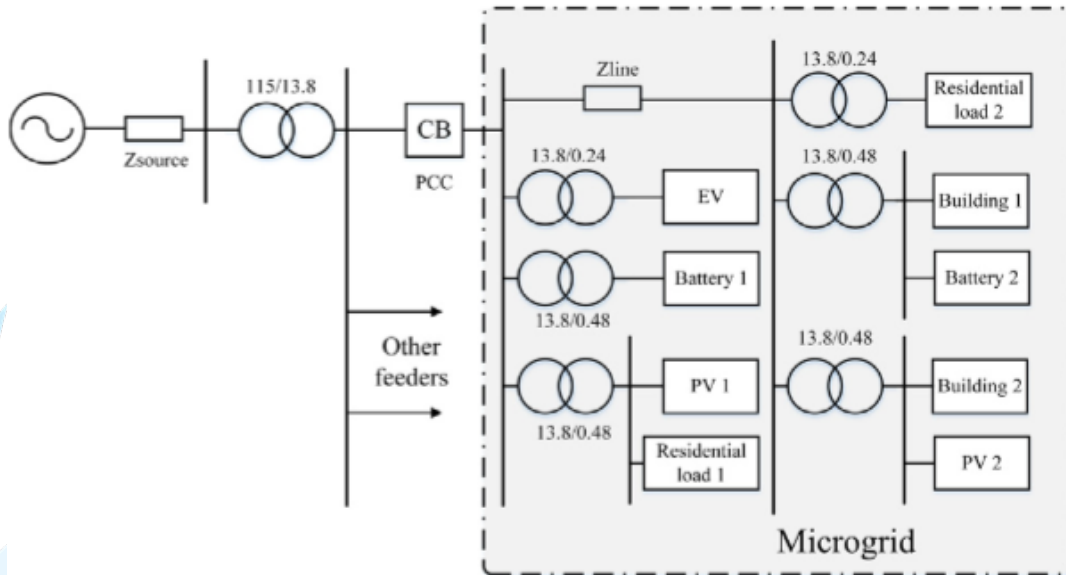 115/13.8
Zsource
CB
PCC
Other
feeders
Zline
13.8/0.24
EV
Battery 1
13.8/0.48
PV 1
13.8/0.48
Residential
load 1
13.8/0.24
Residential
load 2
13.8/0.48
Building 1
Battery 2
13.8/0.48
Building 2
PV 2
Microgrid